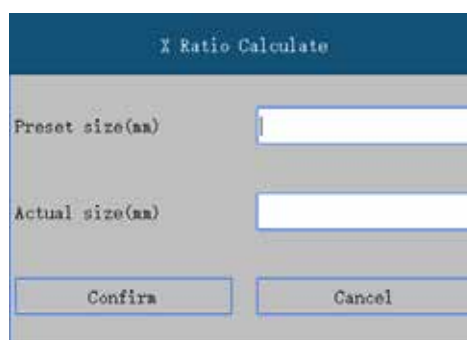 X Ratio Calculate
Preset size(mm)
Actual size(mm)
Confirm
Cancel